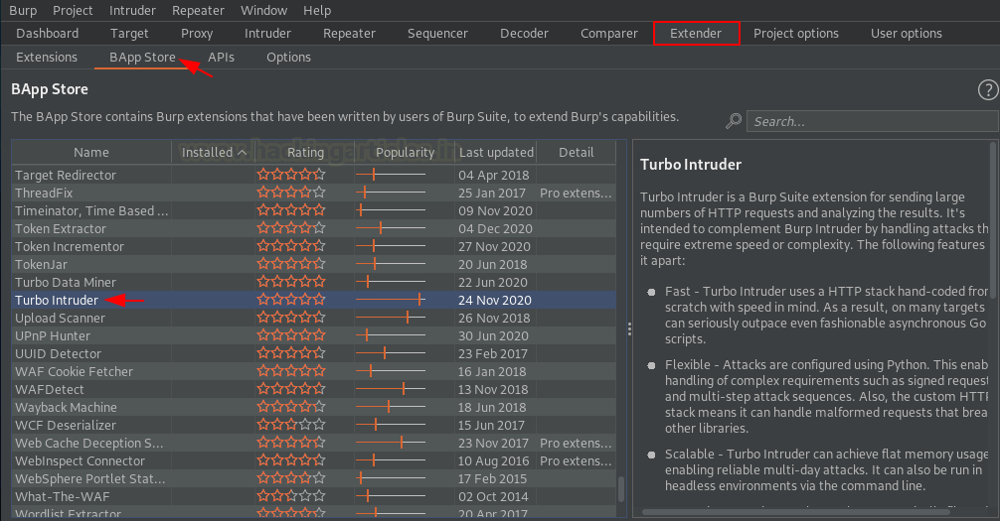 Burp Project Intruder Repeater Window Help
Dashboard Target Proxy Intruder Repeater Sequencer Decoder Comparer Extender Project options User options
Extensions BApp Store APIs Options
BApp Store
?
The BApp Store contains Burp extensions that have been written by users of Burp Suite, to extend Burp's capabilities.
Search...
www.hackingarticles.in
Name Installed Rating Popularity Last updated Detail
Target Redirector 04 Apr 2018
ThreadFix 25 Jan 2017 Pro extens...
Timeinator, Time Based ... 09 Nov 2020
Token Extractor 04 Dec 2020
Token Incrementor 27 Nov 2020
TokenJar 20 Jun 2018
Turbo Data Miner 22 Jun 2020
Turbo Intruder 24 Nov 2020
Upload Scanner 26 Nov 2018
UPnP Hunter 30 Jun 2020
UUID Detector 23 Feb 2017
WAF Cookie Fetcher 16 Jan 2018
WAFDetect 13 Nov 2018
Wayback Machine 18 Jun 2018
WCF Deserializer 15 Jun 2017
Web Cache Deception S... 23 Nov 2017 Pro extens...
WebInspect Connector 10 Aug 2016 Pro extens...
WebSphere Portlet Stat... 17 Feb 2015
What-The-WAF 02 Oct 2014
Wordlist Extractor 20 Apr 2017
Turbo Intruder
Turbo Intruder is a Burp Suite extension for sending large
numbers of HTTP requests and analyzing the results. It's
intended to complement Burp Intruder by handling attacks th
require extreme speed or complexity. The following features
it apart:
Fast - Turbo Intruder uses a HTTP stack hand-coded from
scratch with speed in mind. As a result, on many targets
can seriously outpace even fashionable asynchronous Go
scripts.
Flexible - Attacks are configured using Python. This enab
handling of complex requirements such as signed request
and multi-step attack sequences. Also, the custom HTTP
stack means it can handle malformed requests that brea
other libraries.
Scalable - Turbo Intruder can achieve flat memory usage
enabling reliable multi-day attacks. It can also be run in
headless environments via the command line.